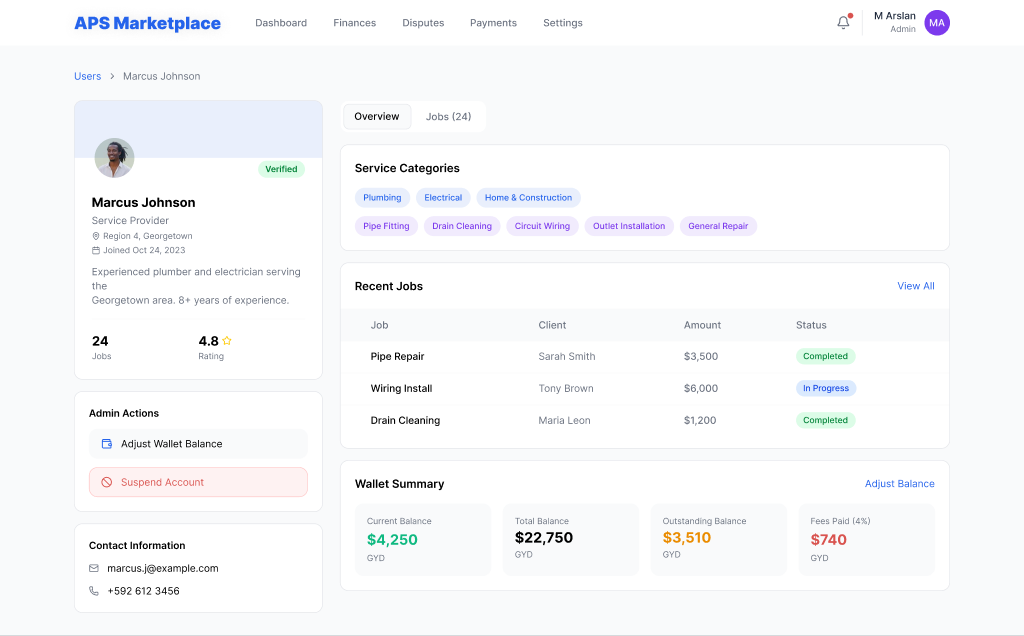 APS Marketplace
Dashboard
Finances
Disputes
Payments
Settings
M Arslan
Admin
MA
Users
Marcus Johnson
Verified
Marcus Johnson
Service Provider
Region 4, Georgetown
Joined Oct 24, 2023
Experienced plumber and electrician serving
the
Georgetown area. 8+ years of experience.
24
Jobs
4.8
Rating
Admin Actions
Adjust Wallet Balance
Suspend Account
Contact Information
marcus.j@example.com
+592 612 3456
Overview
Jobs (24)
Service Categories
Plumbing
Electrical
Home & Construction
Pipe Fitting
Drain Cleaning
Circuit Wiring
Outlet Installation
General Repair
Recent Jobs
View All
Job Client Amount Status
Pipe Repair Sarah Smith $3,500 Completed
Wiring Install Tony Brown $6,000 In Progress
Drain Cleaning Maria Leon $1,200 Completed
Wallet Summary
Adjust Balance
Current Balance
$4,250
GYD
Total Balance
$22,750
GYD
Outstanding Balance
$3,510
GYD
Fees Paid (4%)
$740
GYD